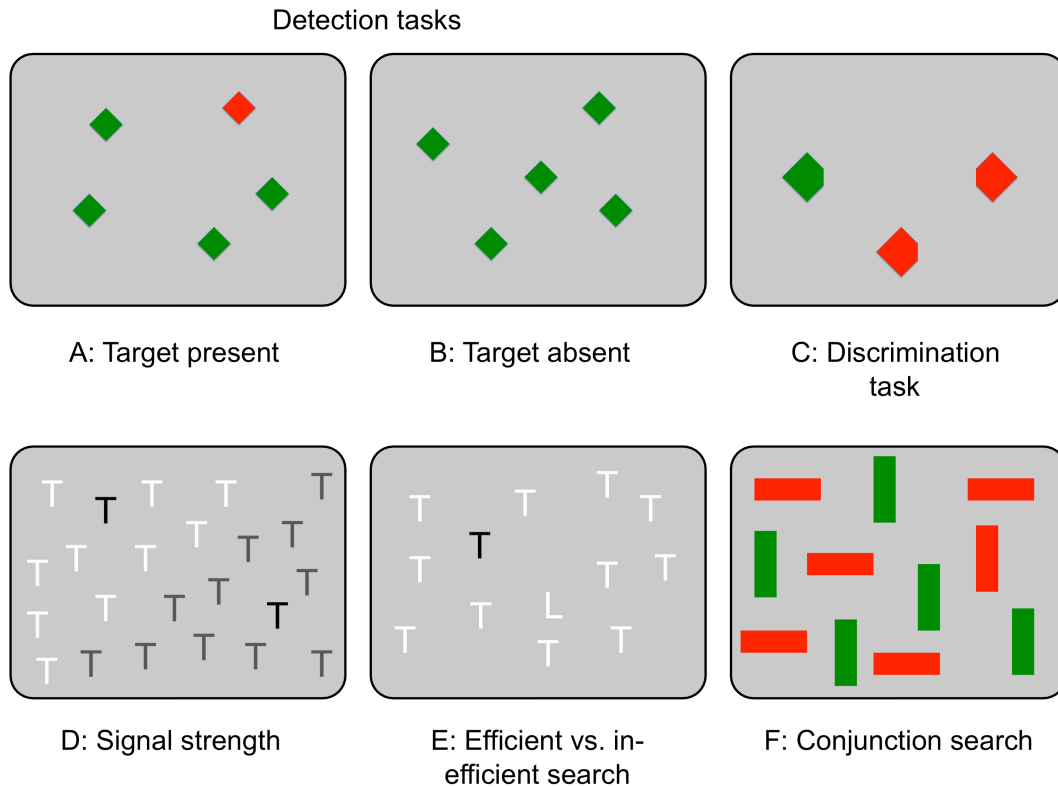 Detection tasks
A: Target present
B: Target absent
C: Discrimination
task
D: Signal strength
E: Efficient vs. in-
efficient search
F: Conjunction search